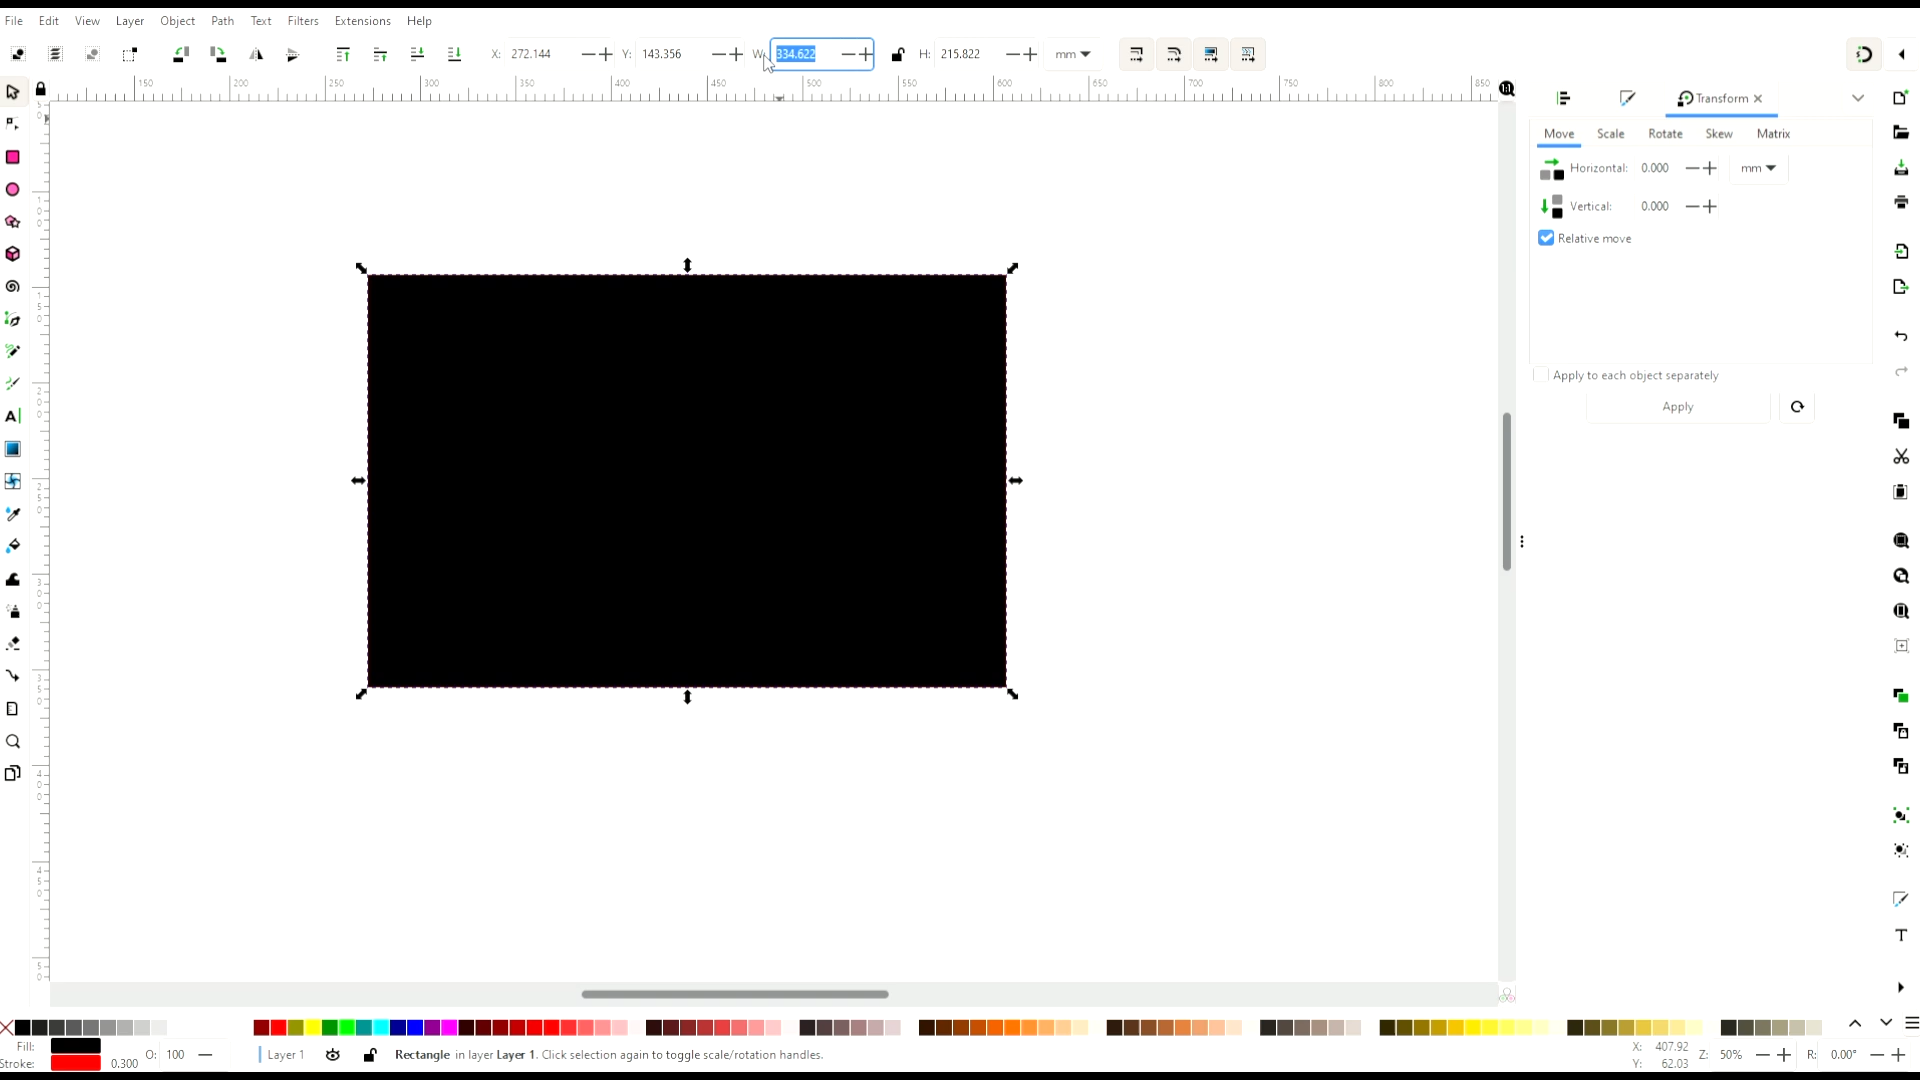 File Edit View Layer Object Path Text Filters Extensions Help
X: 272.144 Y: 143.356 W: 334.622 H: 215.822 mm
150 200 250 300 350 400 450 500 550 600 650 700 750 800 850
Transform
Move Scale Rotate Skew Matrix
Horizontal: 0.000 mm
Vertical: 0.000
Relative move
Apply to each object separately
Apply
Fill:
Stroke: 0.300
O: 100
Layer 1
Rectangle in layer Layer 1. Click selection again to toggle scale/rotation handles.
X: 407.92
Y: 62.03
Z: 50%
R: 0.00°